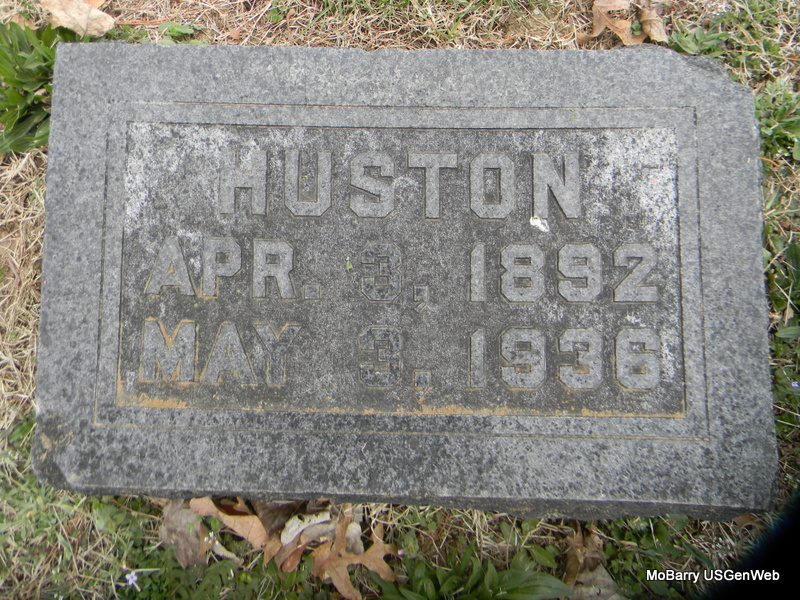 HUSTON
APR. 3, 1892
MAY 3, 1936
MoBarry USGenWeb